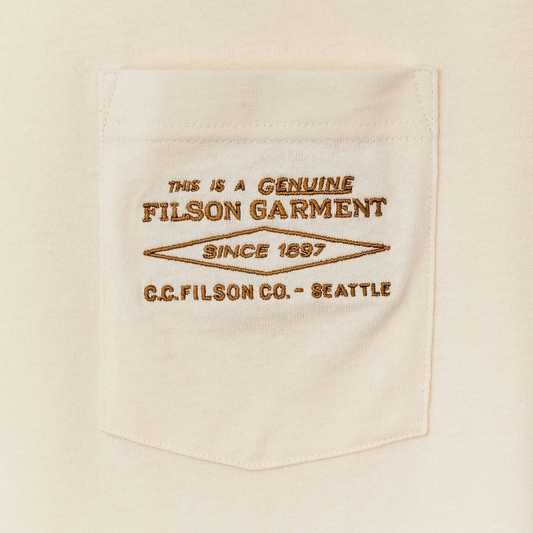 THIS IS A GENUINE
FILSON GARMENT
SINCE 1897
C.C.FILSON CO. - SEATTLE